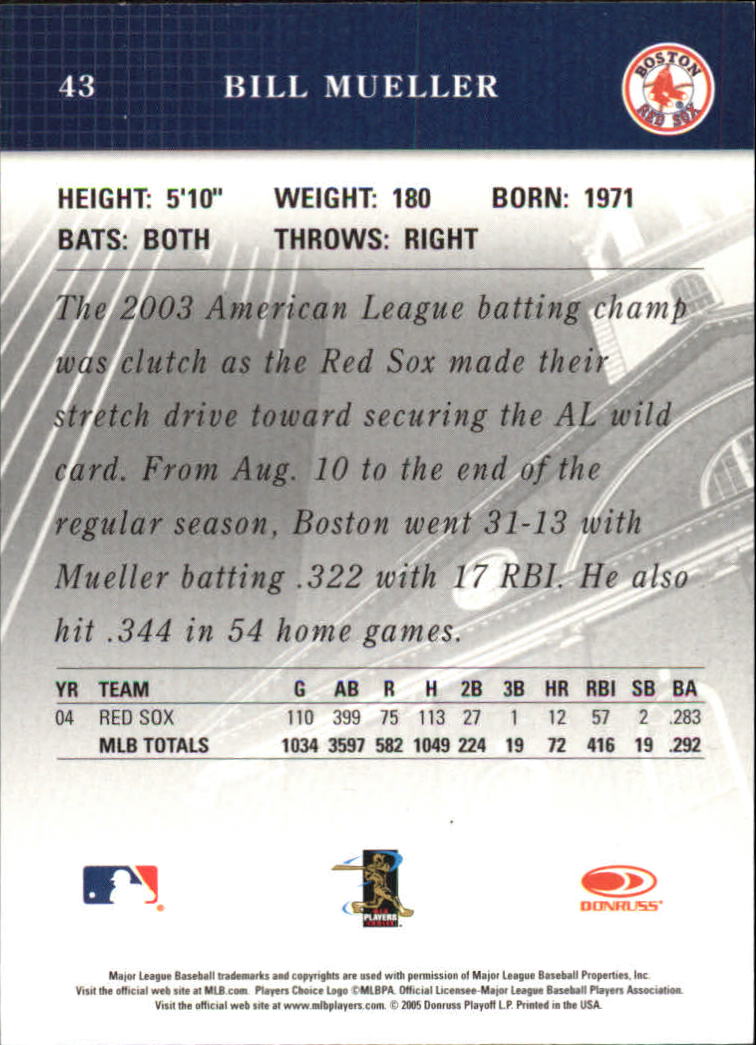 43 BILL MUELLER
BOSTON
RED SOX
HEIGHT: 5'10" WEIGHT: 180 BORN: 1971
BATS: BOTH THROWS: RIGHT
The 2003 American League batting champ
was clutch as the Red Sox made their
stretch drive toward securing the AL wild
card. From Aug. 10 to the end of the
regular season, Boston went 31-13 with
Mueller batting .322 with 17 RBI. He also
hit .344 in 54 home games.
YR TEAM G AB R H 2B 3B HR RBI SB BA
04 RED SOX 110 399 75 113 27 1 12 57 2 .283
MLB TOTALS 1034 3597 582 1049 224 19 72 416 19 .292
PLAYERS
CHOICE
DONRUSS
Major League Baseball trademarks and copyrights are used with permission of Major League Baseball Properties, Inc.
Visit the official web site at MLB.com. Players Choice Logo ©MLBPA. Official Licensee-Major League Baseball Players Association.
Visit the official web site at www.mlbplayers.com. © 2005 Donruss Playoff L.P. Printed in the USA.